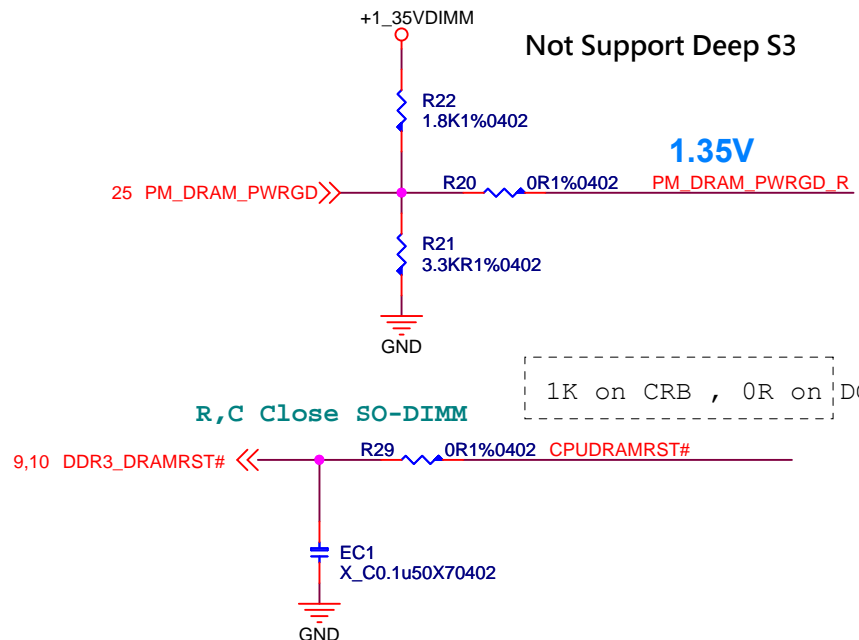 +1_35VDIMM
Not Support Deep S3
R22
1.8K1%0402
1.35V
25 PM_DRAM_PWRGD
R20 0R1%0402
PM_DRAM_PWRGD_R
R21
3.3KR1%0402
GND
1K on CRB , 0R on
R,C Close SO-DIMM
9,10 DDR3_DRAMRST#
R29 0R1%0402 CPUDRAMRST#
EC1
X_C0.1u50X70402
GND